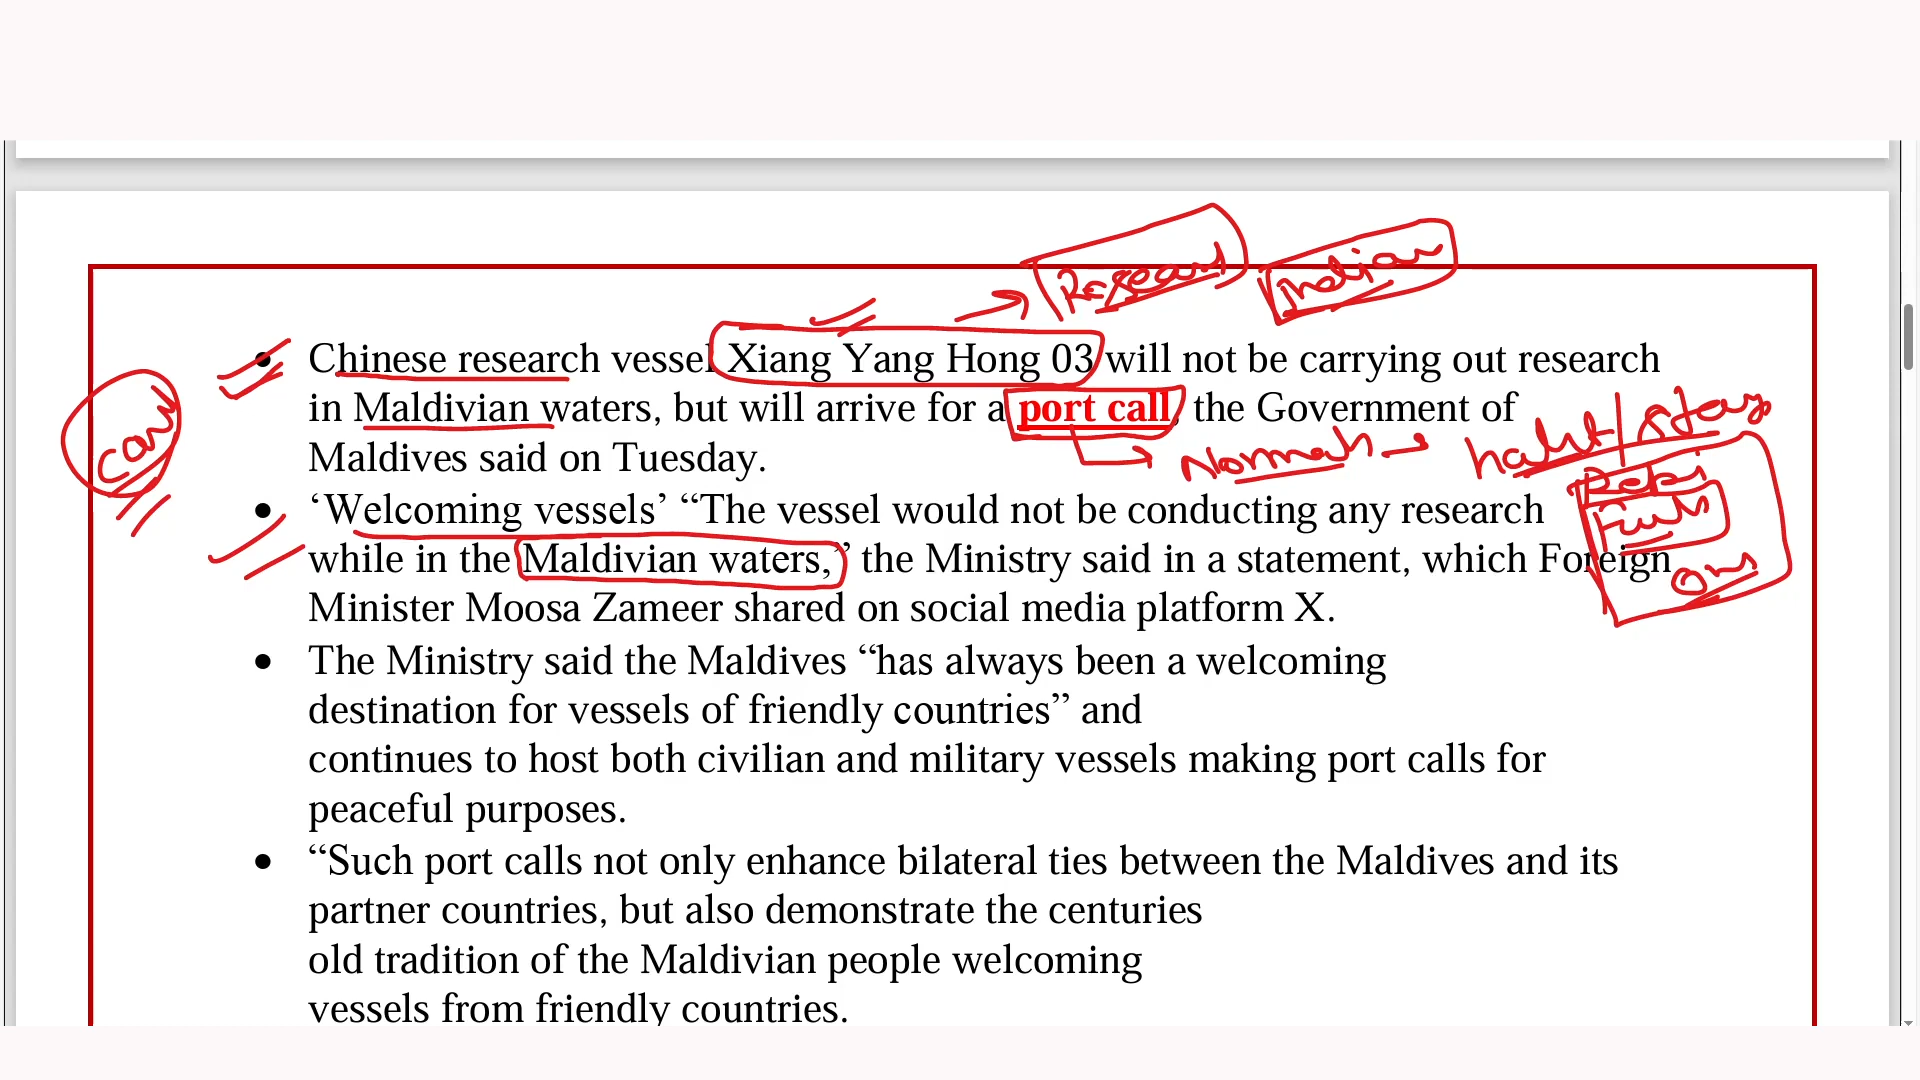 Research Indian
• Chinese research vessel Xiang Yang Hong 03 will not be carrying out research
in Maldivian waters, but will arrive for a port call, the Government of
Maldives said on Tuesday.
Normal halt/stay
• ‘Welcoming vessels’ “The vessel would not be conducting any research
while in the Maldivian waters,” the Ministry said in a statement, which Foreign
Minister Moosa Zameer shared on social media platform X.
• The Ministry said the Maldives “has always been a welcoming
destination for vessels of friendly countries” and
continues to host both civilian and military vessels making port calls for
peaceful purposes.
• “Such port calls not only enhance bilateral ties between the Maldives and its
partner countries, but also demonstrate the centuries
old tradition of the Maldivian people welcoming
vessels from friendly countries.